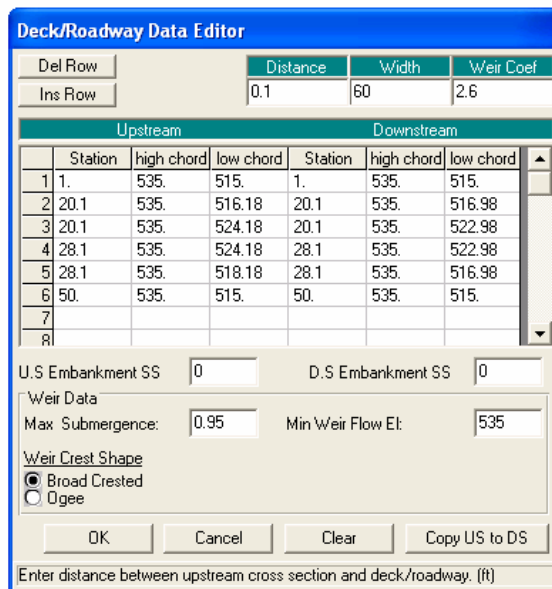 Deck/Roadway Data Editor
Del Row Distance Width Weir Coef
Ins Row 0.1 60 2.6
Upstream Downstream
Station high chord low chord Station high chord low chord
1 1. 535. 515. 1. 535. 515.
2 20.1 535. 516.18 20.1 535. 516.98
3 20.1 535. 524.18 20.1 535. 522.98
4 28.1 535. 524.18 28.1 535. 522.98
5 28.1 535. 518.18 28.1 535. 516.98
6 50. 535. 515. 50. 535. 515.
7
8
U.S Embankment SS 0 D.S Embankment SS 0
Weir Data
Max Submergence: 0.95 Min Weir Flow El: 535
Weir Crest Shape
Broad Crested
Ogee
OK Cancel Clear Copy US to DS
Enter distance between upstream cross section and deck/roadway. (ft)